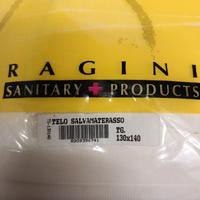 RAGINI
SANITARY + PRODUCTS
TELO SALVAMATERASSO
TG.
130x140